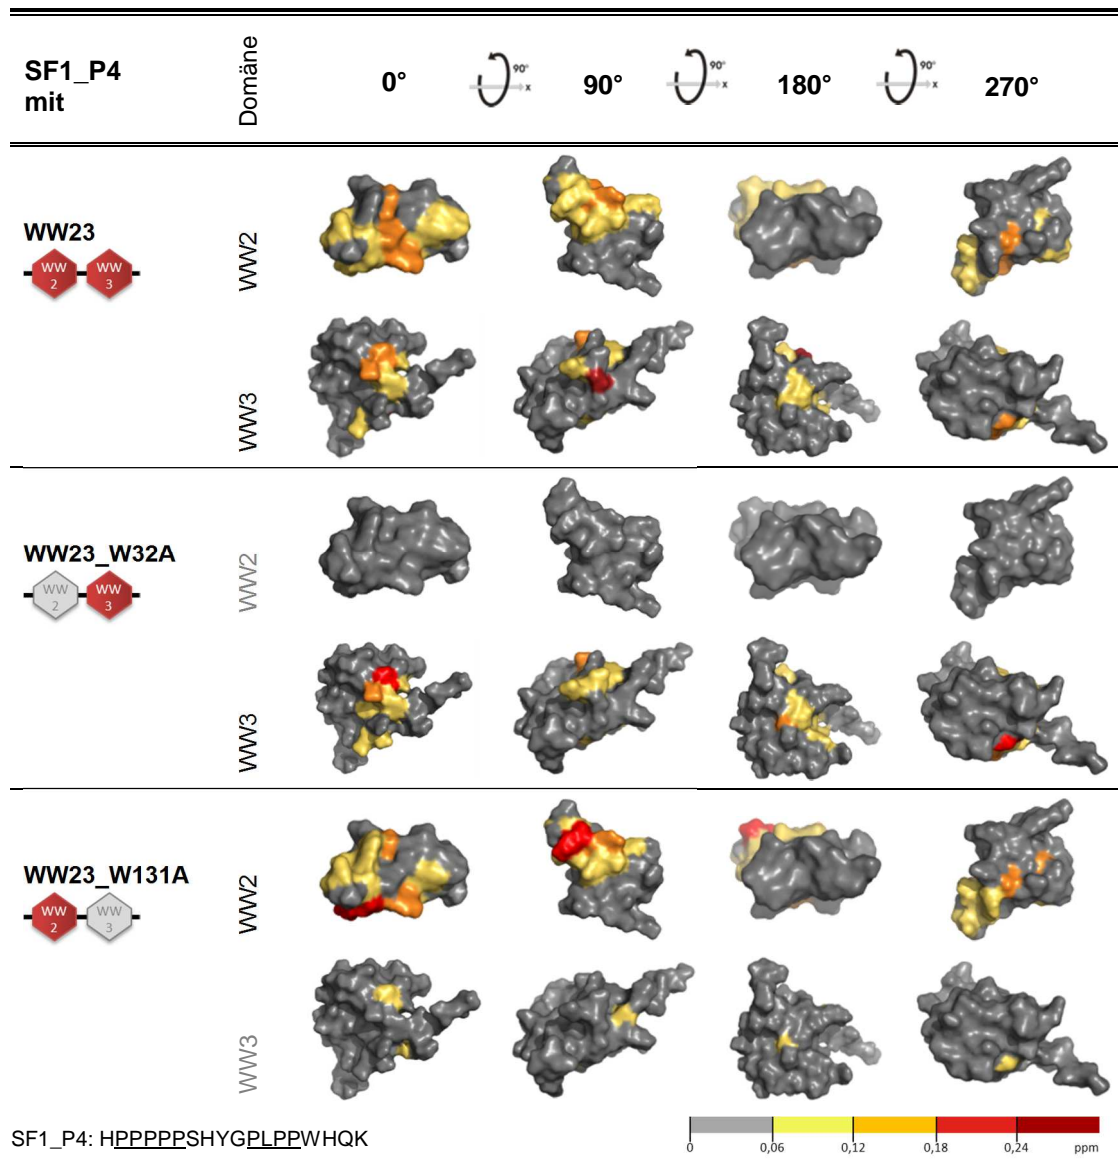 SF1_P4 mit
Domäne
0°
90° x
90°
90° x
180°
90° x
270°
WW23
WW 2
WW 3
WW2
WW3
WW23_W32A
WW 2
WW 3
WW2
WW3
WW23_W131A
WW 2
WW 3
WW2
WW3
SF1_P4: HPPPPPSHYGPLPPWHQK
0 0,06 0,12 0,18 0,24 ppm